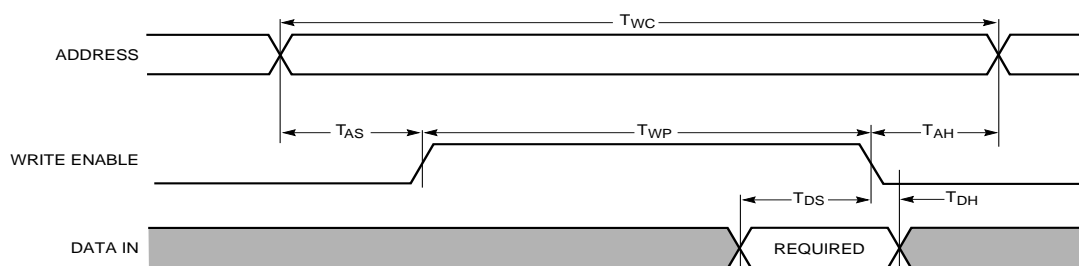 TWC
ADDRESS
TAS
TWP
TAH
WRITE ENABLE
TDS
TDH
DATA IN
REQUIRED